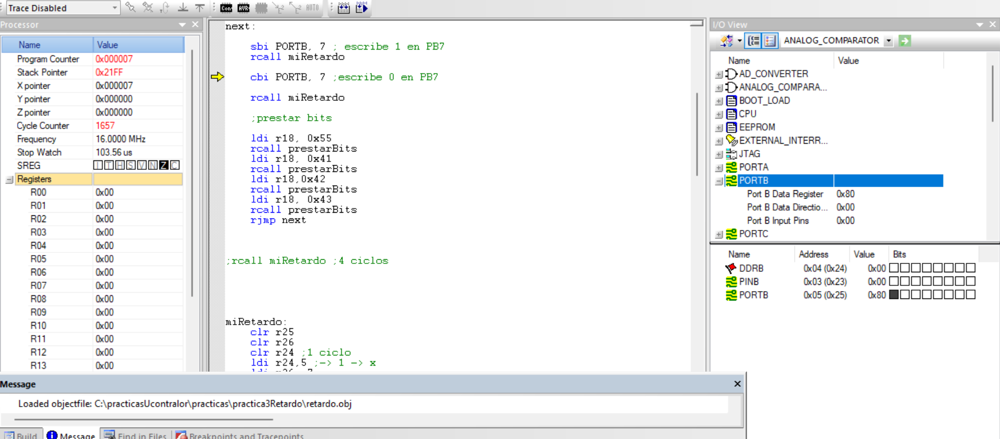 Trace Disabled
Con
AVR
AUTO
Processor
Name Value
Program Counter 0x000007
Stack Pointer 0x21FF
X pointer 0x000007
Y pointer 0x000000
Z pointer 0x000000
Cycle Counter 1657
Frequency 16.0000 MHz
Stop Watch 103.56 us
SREG I T H S V N Z C
Registers
R00 0x00
R01 0x00
R02 0x00
R03 0x00
R04 0x00
R05 0x00
R06 0x00
R07 0x00
R08 0x00
R09 0x00
R10 0x00
R11 0x00
R12 0x00
R13 0x00
next:
sbi PORTB, 7 ; escribe 1 en PB7
rcall miRetardo
cbi PORTB, 7 ;escribe 0 en PB7
rcall miRetardo
;prestar bits
ldi r18, 0x55
rcall prestarBits
ldi r18, 0x41
rcall prestarBits
ldi r18,0x42
rcall prestarBits
ldi r18, 0x43
rcall prestarBits
rjmp next
;rcall miRetardo ;4 ciclos
miRetardo:
clr r25
clr r26
clr r24 ;1 ciclo
ldi r24,5 ;-> 1 -> x
I/O View
ANALOG_COMPARATOR
Name Value
AD_CONVERTER
ANALOG_COMPARA...
BOOT_LOAD
CPU
EEPROM
EXTERNAL_INTERR...
JTAG
PORTA
PORTB
Port B Data Register 0x80
Port B Data Directio... 0x00
Port B Input Pins 0x00
PORTC
Name Address Value Bits
DDRB 0x04 (0x24) 0x00
PINB 0x03 (0x23) 0x00
PORTB 0x05 (0x25) 0x80
Message
Loaded objectfile: C:\practicasUcontralor\practicas\practica3Retardo\retardo.obj
Build Message Find in Files Breakpoints and Tracepoints